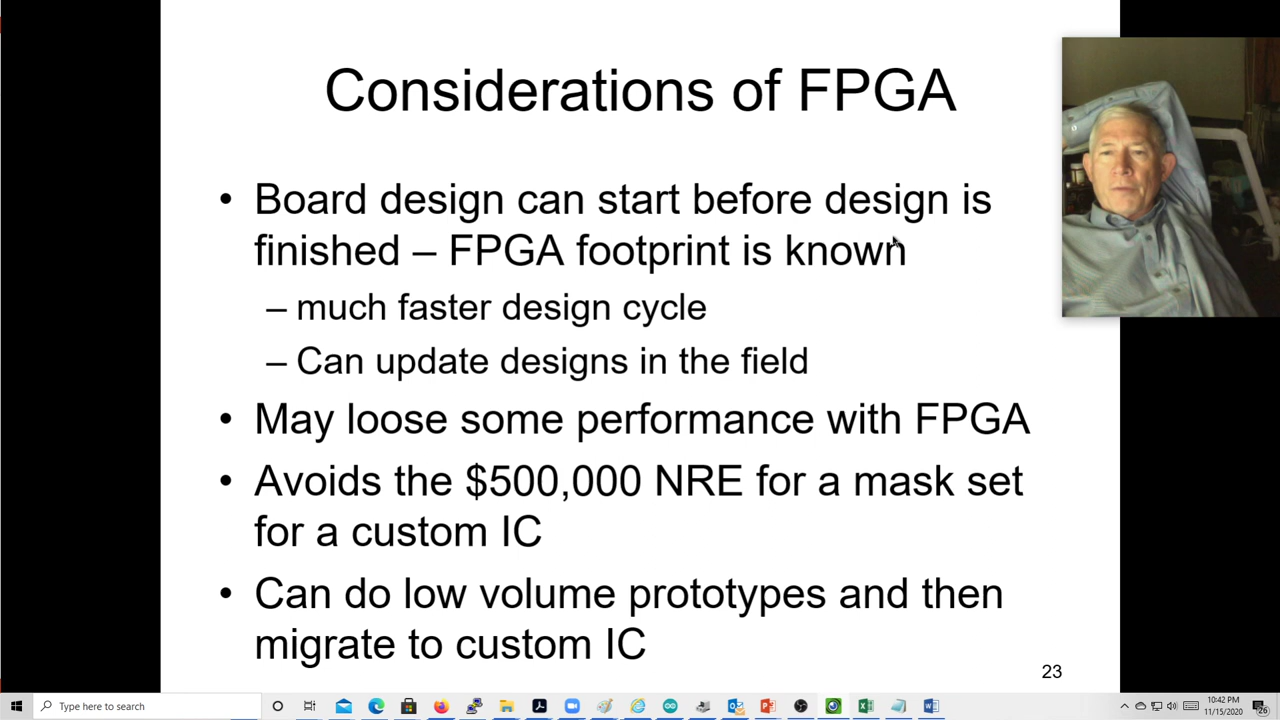 Considerations of FPGA
• Board design can start before design is
finished – FPGA footprint is known
– much faster design cycle
– Can update designs in the field
• May loose some performance with FPGA
• Avoids the $500,000 NRE for a mask set
for a custom IC
• Can do low volume prototypes and then
migrate to custom IC
23
Type here to search
10:42 PM
11/15/2020
26